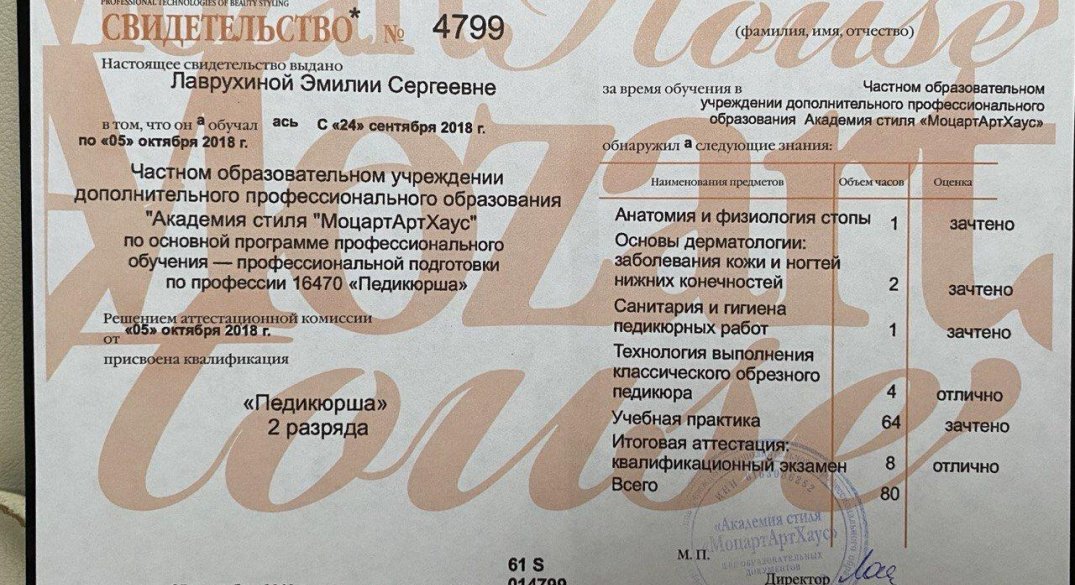 PROFESSIONAL TECHNOLOGIES OF BEAUTY STYLING
СВИДЕТЕЛЬСТВО* № 4799
Настоящее свидетельство выдано
Лаврухиной Эмилии Сергеевне
в том, что он а обучал ась С «24» сентября 2018 г.
по «05» октября 2018 г.
Частном образовательном учреждении
дополнительного профессионального образования
"Академия стиля "МоцартАртХаус"
по основной программе профессионального
обучения — профессиональной подготовки
по профессии 16470 «Педикюрша»
Решением аттестационной комиссии
от «05» октября 2018 г.
присвоена квалификация
«Педикюрша»
2 разряда
61 S
014799
(фамилия, имя, отчество)
за время обучения в Частном образовательном
учреждении дополнительного профессионального
образования Академия стиля «МоцартАртХаус»
обнаружил а следующие знания:
Наименования предметов Объем часов Оценка
Анатомия и физиология стопы 1 зачтено
Основы дерматологии:
заболевания кожи и ногтей
нижних конечностей 2 зачтено
Санитария и гигиена
педикюрных работ 1 зачтено
Технология выполнения
классического обрезного
педикюра 4 отлично
Учебная практика 64 зачтено
Итоговая аттестация:
квалификационный экзамен 8 отлично
Всего 80
«Академия стиля
МоцартАртХаус»
ДЛЯ ОБРАЗОВАТЕЛЬНЫХ
ДОКУМЕНТОВ
М. П.
Директор
Mozart
House